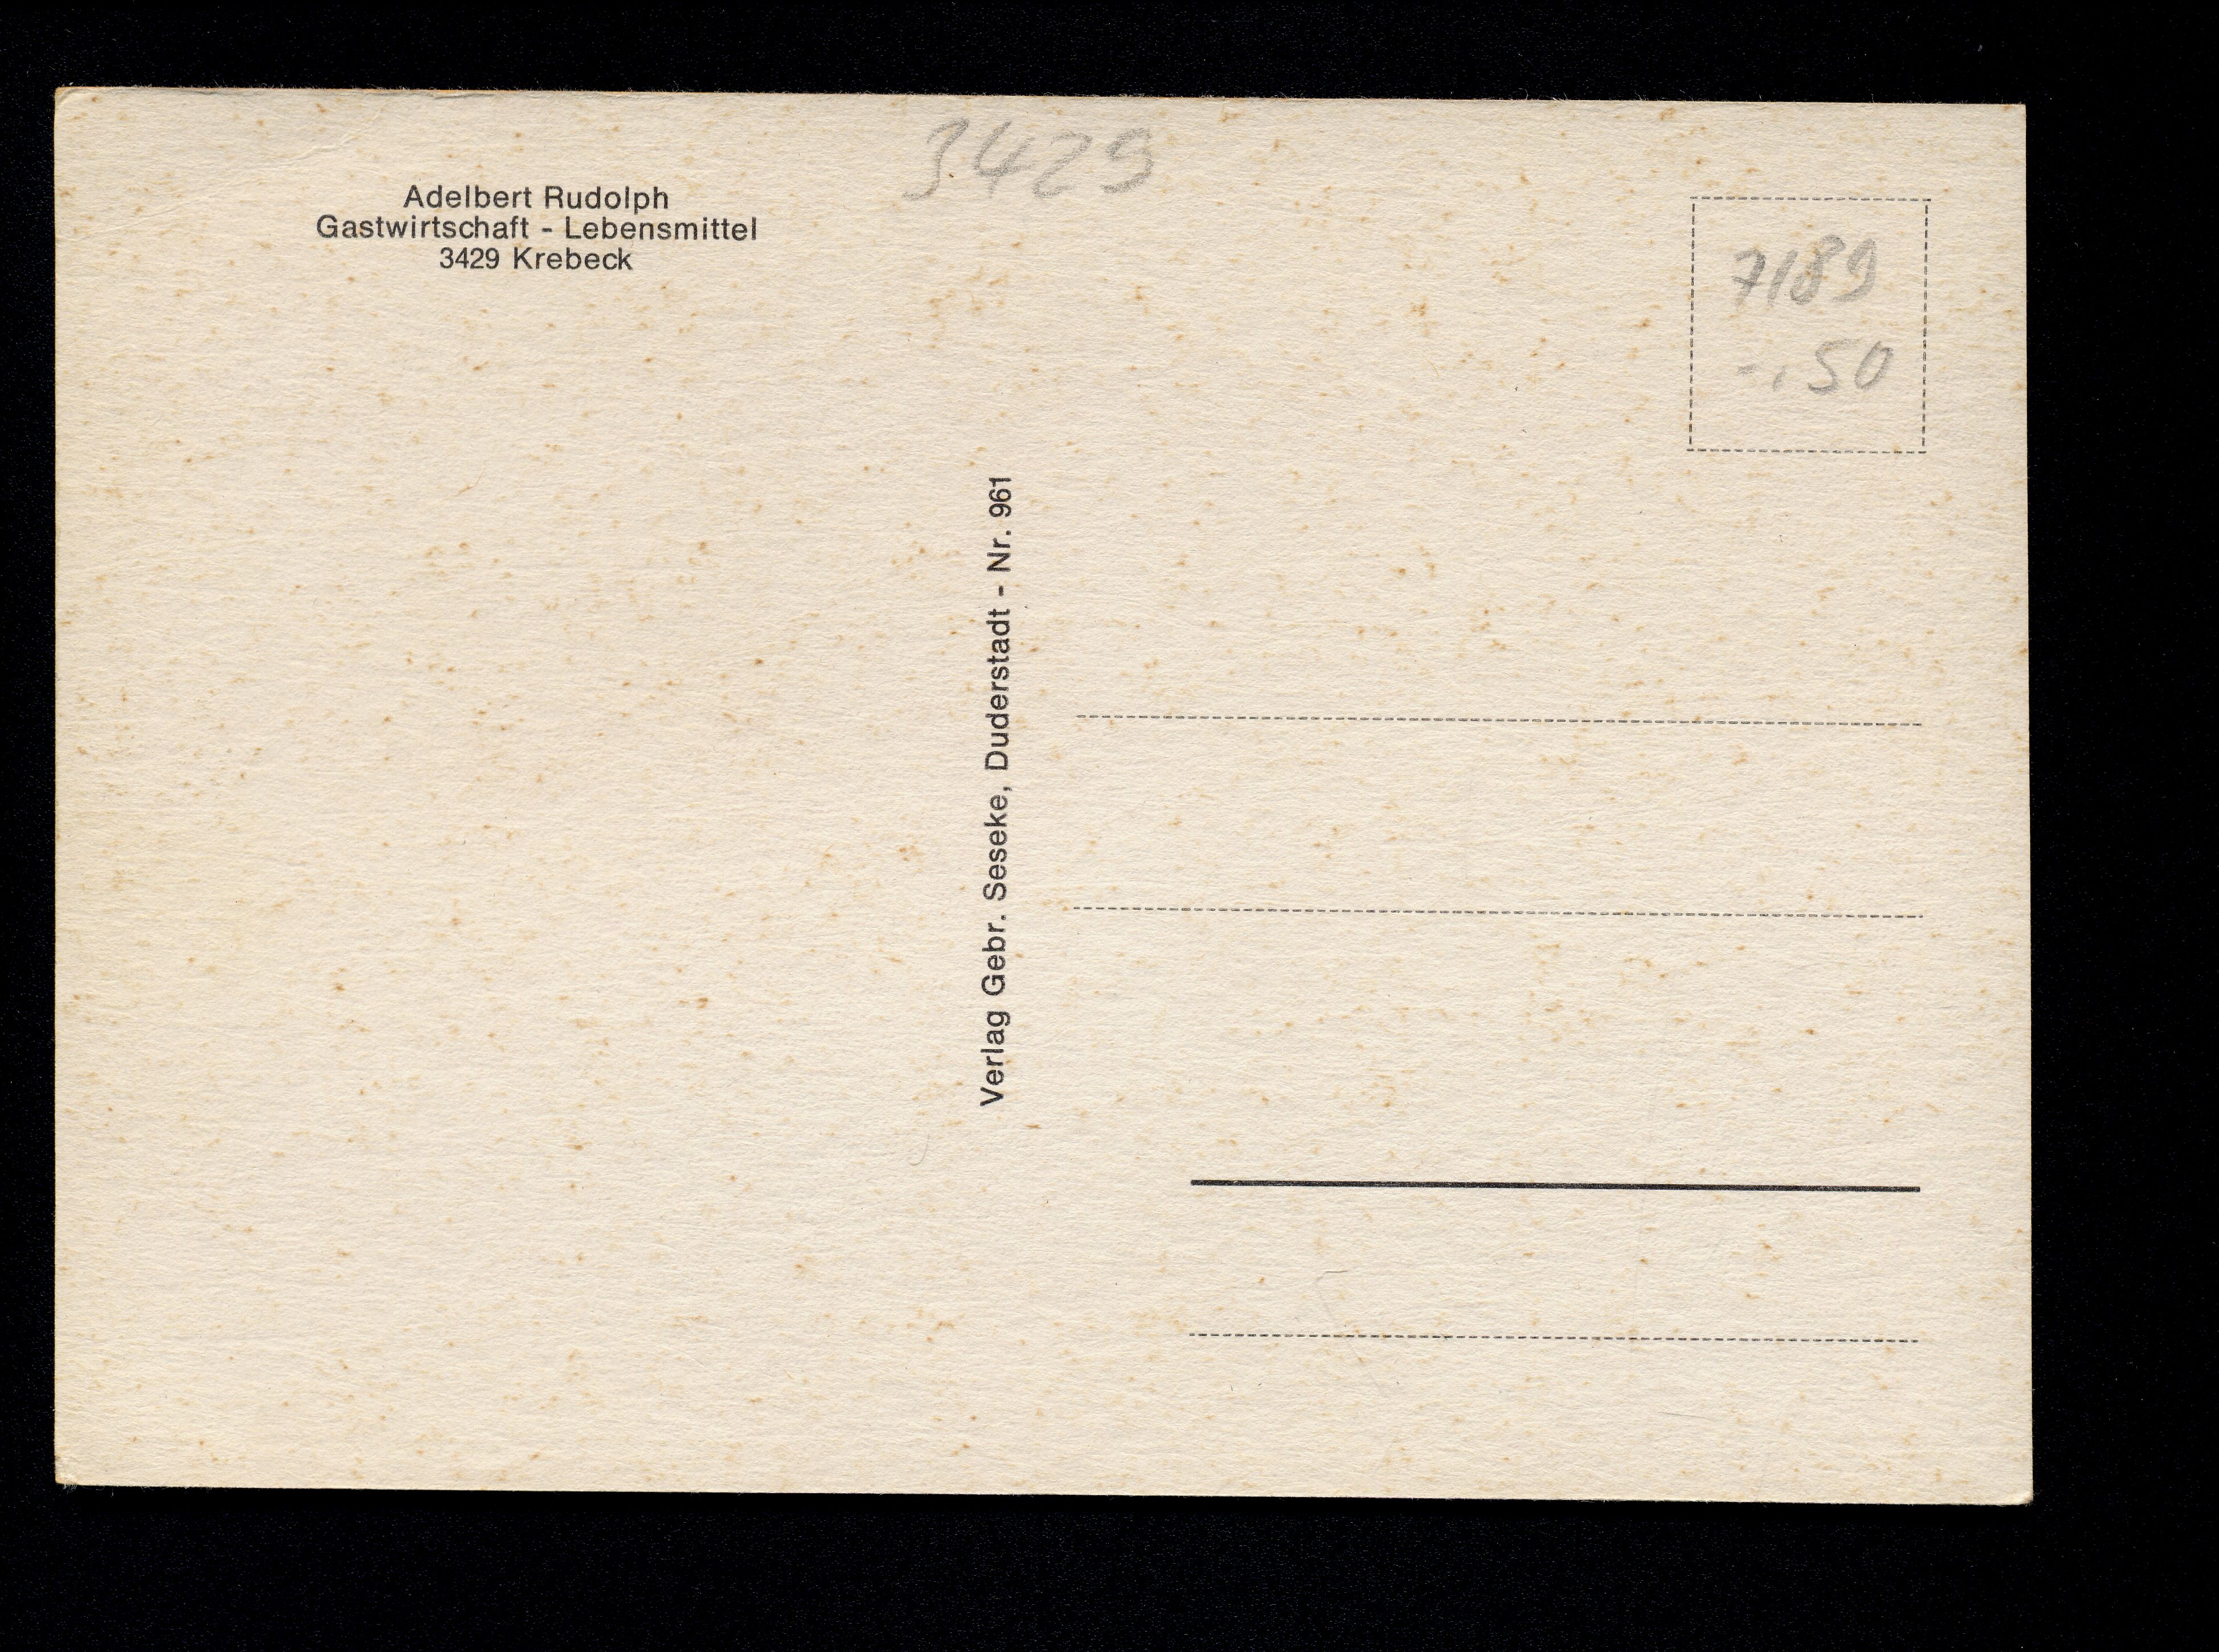 3429
Adelbert Rudolph
Gastwirtschaft - Lebensmittel
3429 Krebeck
7189
-.50
Verlag Gebr. Seseke, Duderstadt - Nr. 961